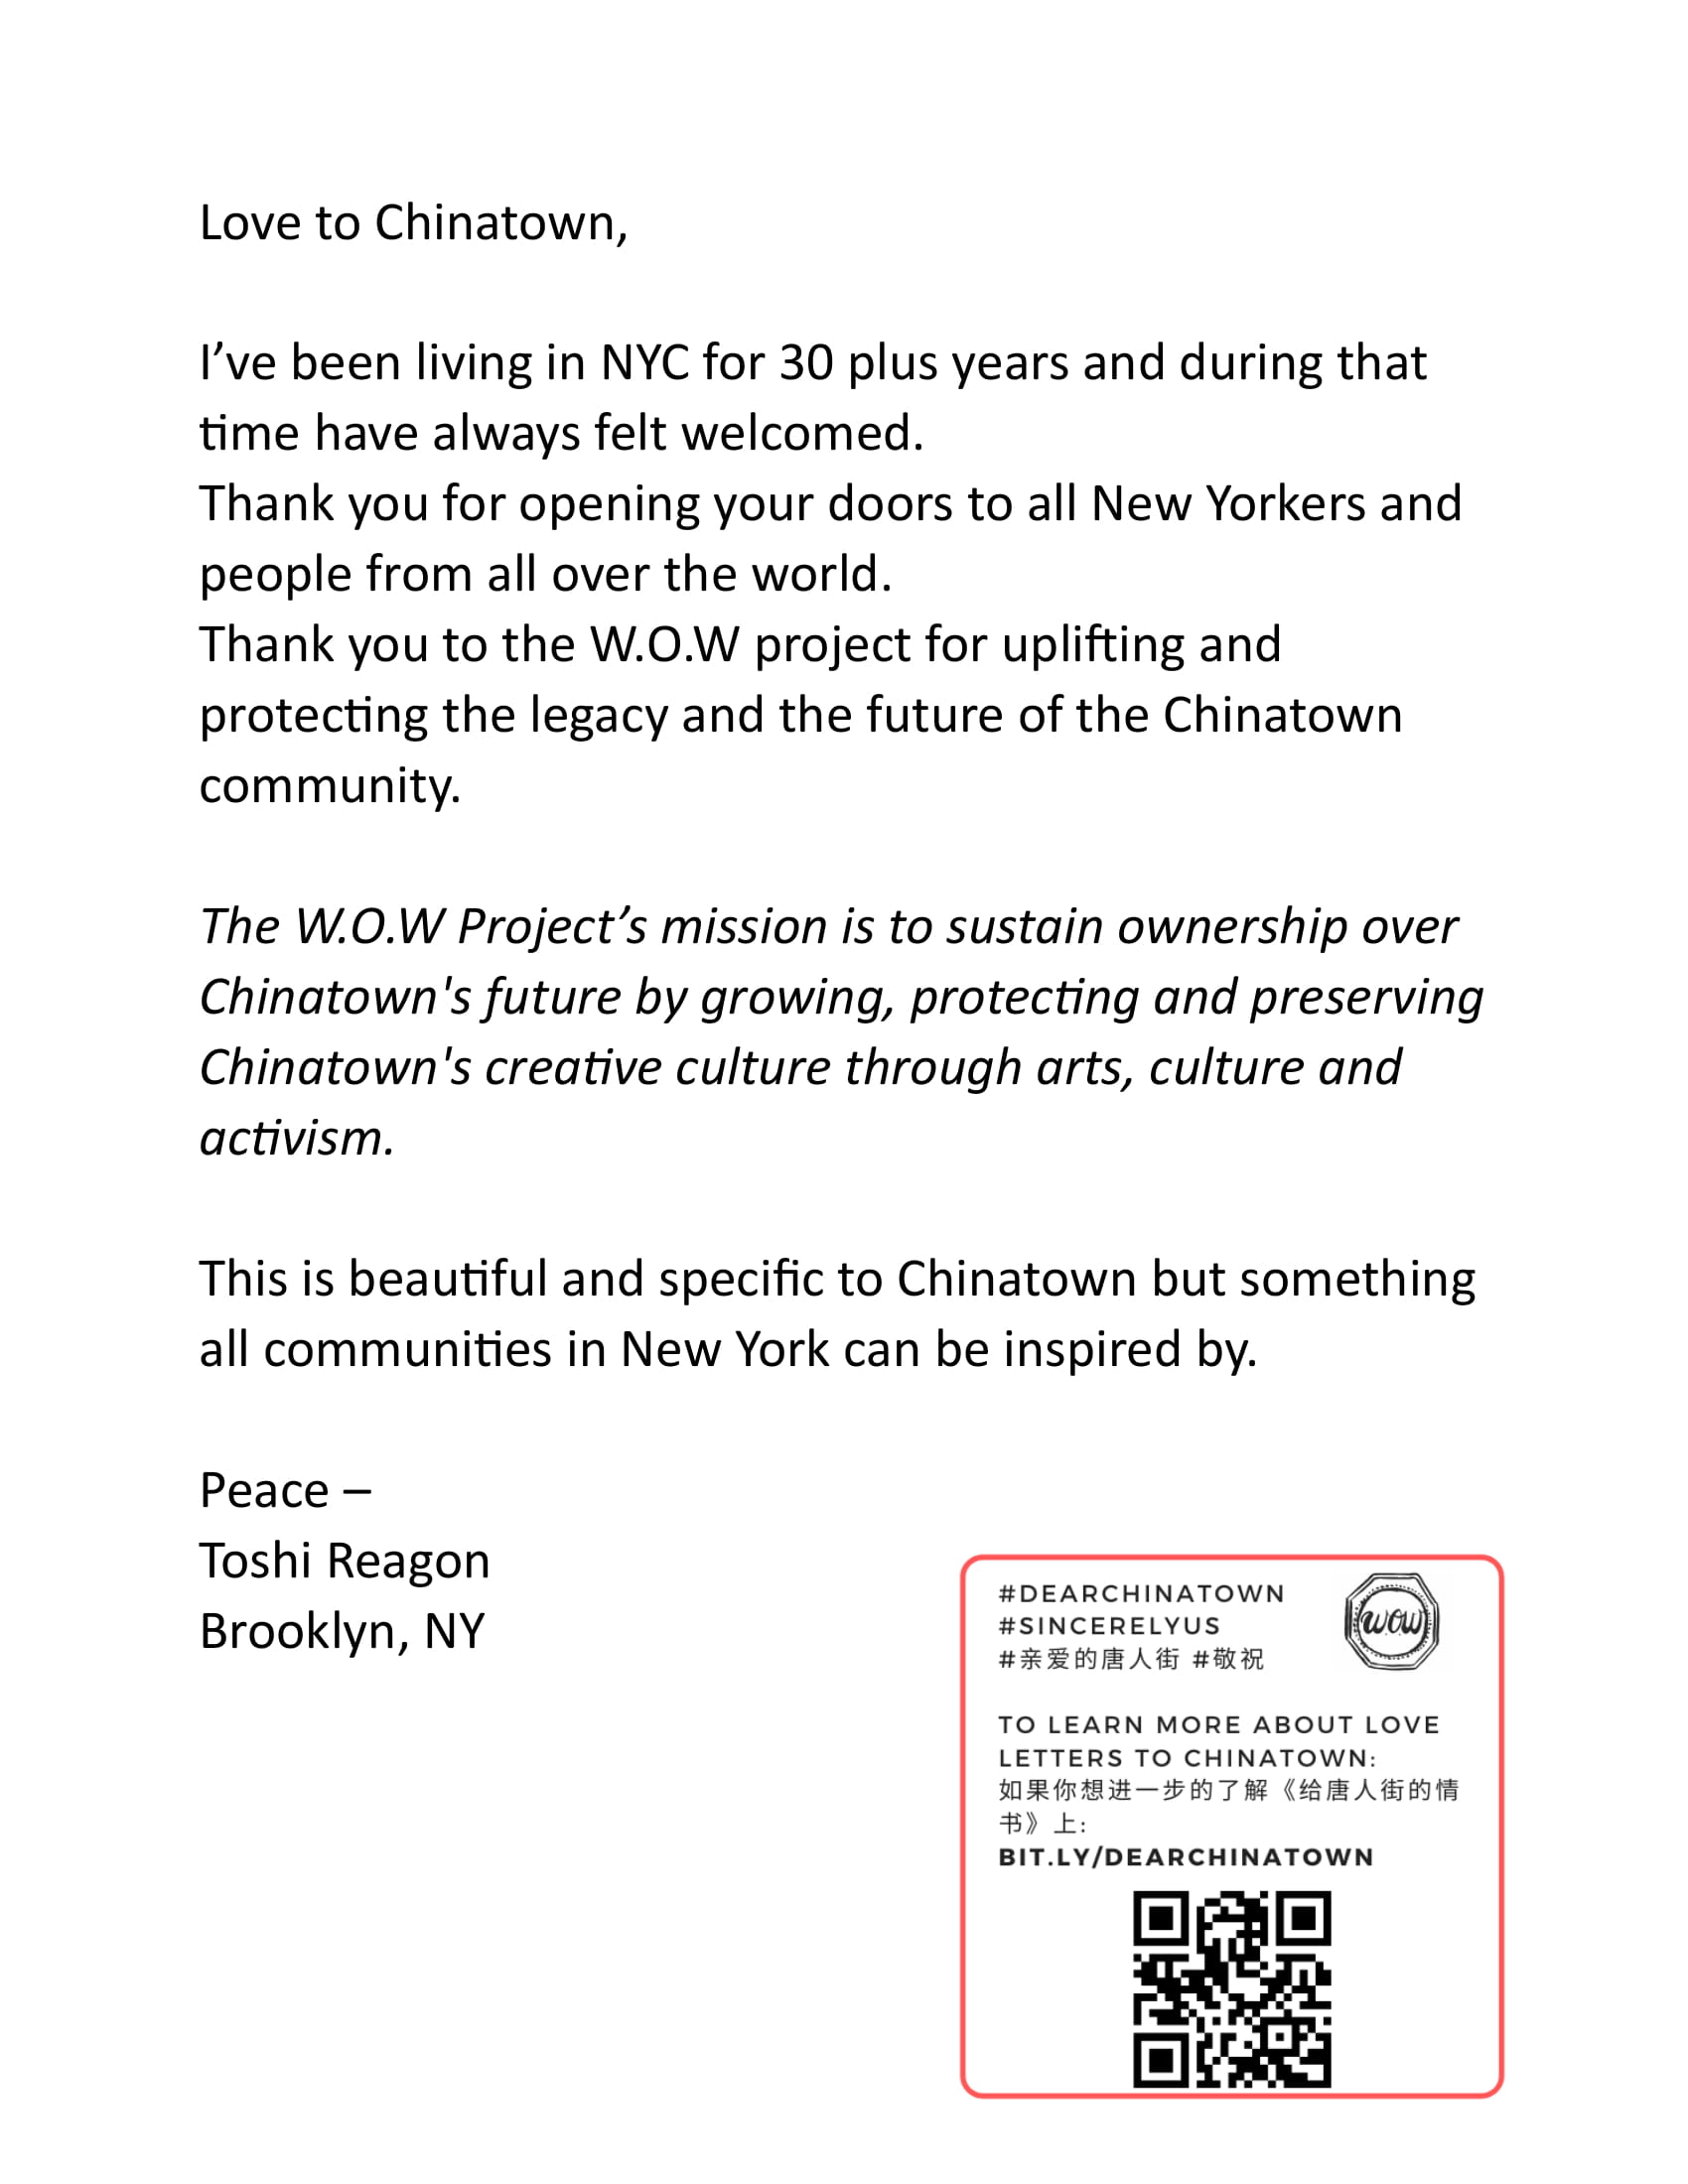 Love to Chinatown,
I’ve been living in NYC for 30 plus years and during that
time have always felt welcomed.
Thank you for opening your doors to all New Yorkers and
people from all over the world.
Thank you to the W.O.W project for uplifting and
protecting the legacy and the future of the Chinatown
community.
The W.O.W Project’s mission is to sustain ownership over
Chinatown's future by growing, protecting and preserving
Chinatown's creative culture through arts, culture and
activism.
This is beautiful and specific to Chinatown but something
all communities in New York can be inspired by.
Peace –
Toshi Reagon
Brooklyn, NY
#DEARCHINATOWN
#SINCERELYUS
#亲爱的唐人街 #敬祝
W.O.W
TO LEARN MORE ABOUT LOVE
LETTERS TO CHINATOWN:
如果你想进一步的了解《给唐人街的情
书》上:
BIT.LY/DEARCHINATOWN